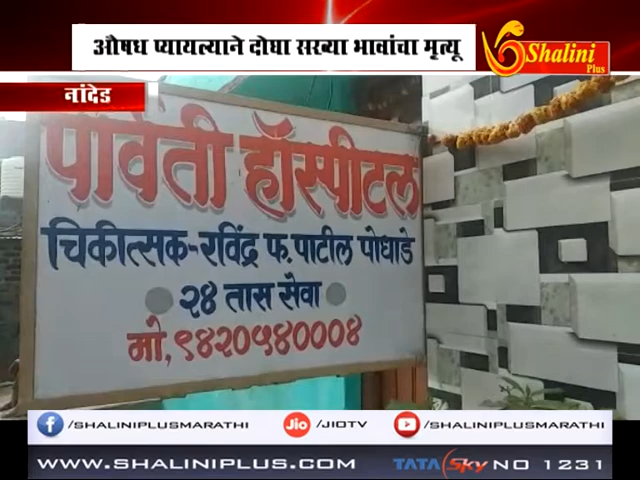 औषध प्यायल्याने दोघा सख्या भावांचा मृत्यू
Shalini
Plus
नांदेड
पार्वती हॉस्पीटल
चिकीत्सक-रविंद्र फ. पाटील पोधाडे
२४ तास सेवा
मो,९४२०५४०००४
/SHALINIPLUSMARATHI
Jio /JIOTV
/SHALINIPLUSMARATHI
WWW.SHALINIPLUS.COM
TATA Sky NO 1231